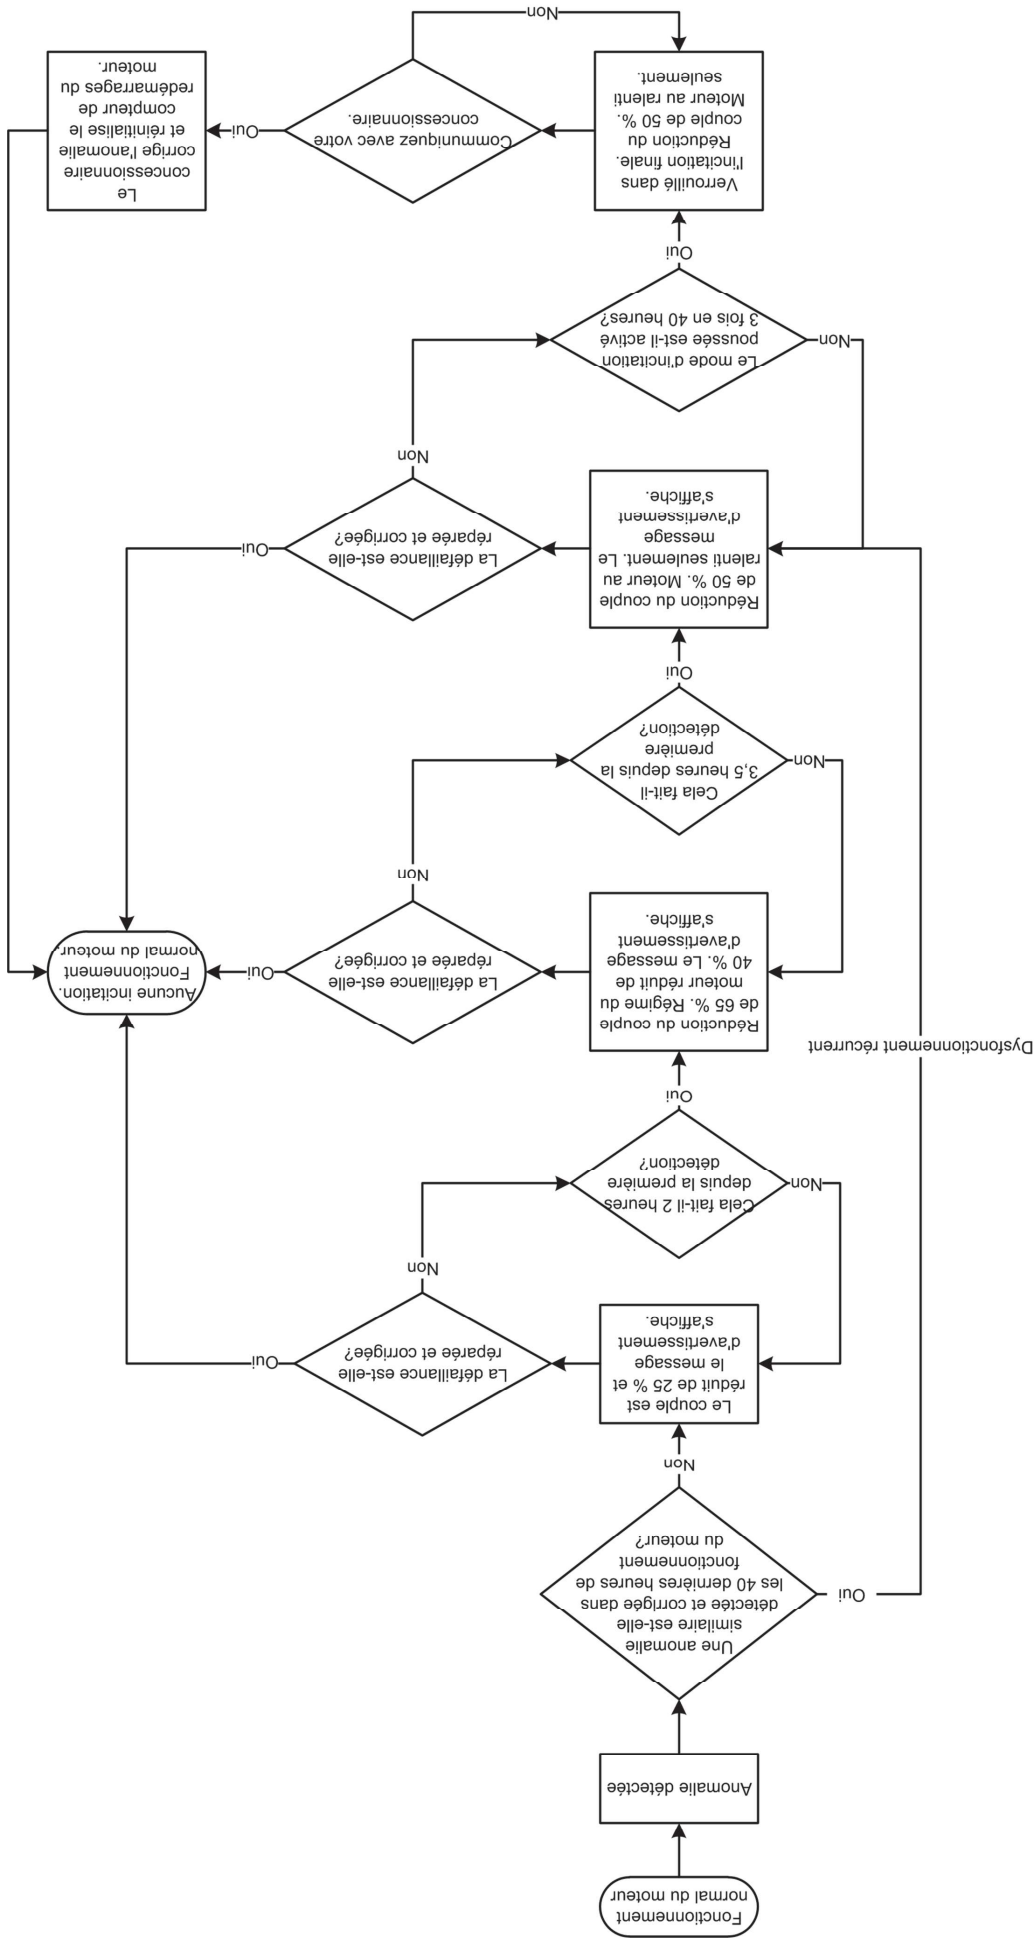 Fonctionnement
normal du moteur
Anomalie détectée
Une anomalie
similaire est-elle
détectée et corrigée dans
les 40 dernières heures de
fonctionnement
du moteur?
Oui
Non
Dysfonctionnement récurrent
Le couple est
réduit de 25 % et
le message
d'avertissement
s'affiche.
La défaillance est-elle
réparée et corrigée?
Oui
Non
Cela fait-il 2 heures
depuis la première
détection?
Non
Oui
Réduction du couple
de 65 %. Régime du
moteur réduit de
40 %. Le message
d'avertissement
s'affiche.
La défaillance est-elle
réparée et corrigée?
Oui
Aucune incitation.
Fonctionnement
normal du moteur.
Non
Cela fait-il
3,5 heures depuis la
première
détection?
Non
Oui
Réduction du couple
de 50 %. Moteur au
ralenti seulement. Le
message
d'avertissement
s'affiche.
La défaillance est-elle
réparée et corrigée?
Oui
Non
Le mode d'incitation
poussée est-il activé
3 fois en 40 heures?
Non
Oui
Verrouillé dans
l'incitation finale.
Réduction du
couple de 50 %.
Moteur au ralenti
seulement.
Communiquez avec votre
concessionnaire.
Oui
Non
Le
concessionnaire
corrige l'anomalie
et réinitialise le
compteur de
redémarrages du
moteur.